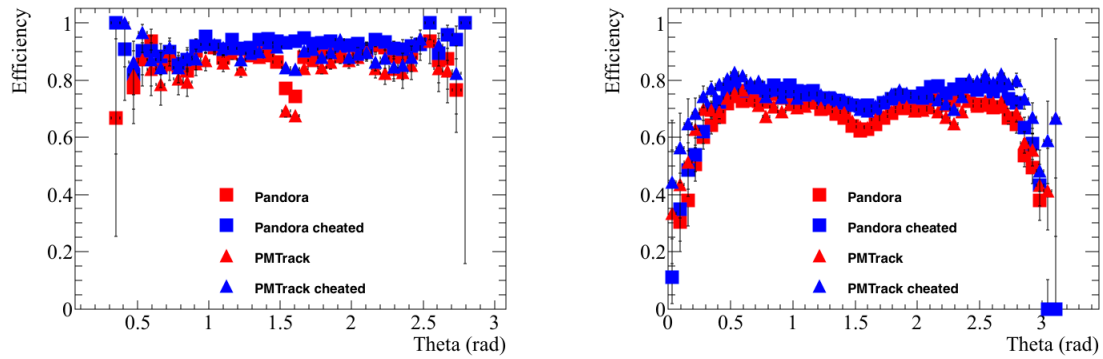 Efficiency
1
0.8
0.6
0.4
0.2
0
Pandora
Pandora cheated
PMTrack
PMTrack cheated
0.5 1 1.5 2 2.5 3
Theta (rad)
Efficiency
1
0.8
0.6
0.4
0.2
0
Pandora
Pandora cheated
PMTrack
PMTrack cheated
0 0.5 1 1.5 2 2.5 3
Theta (rad)